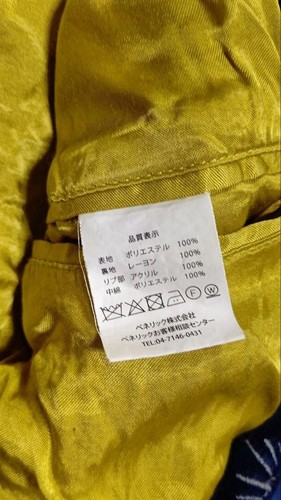 品質表示
表地 ポリエステル 100%
裏地 レーヨン 100%
リブ部 アクリル 100%
中綿 ポリエステル 100%
ベネリック株式会社
ベネリックお客様相談センター
TEL:04-7146-0431